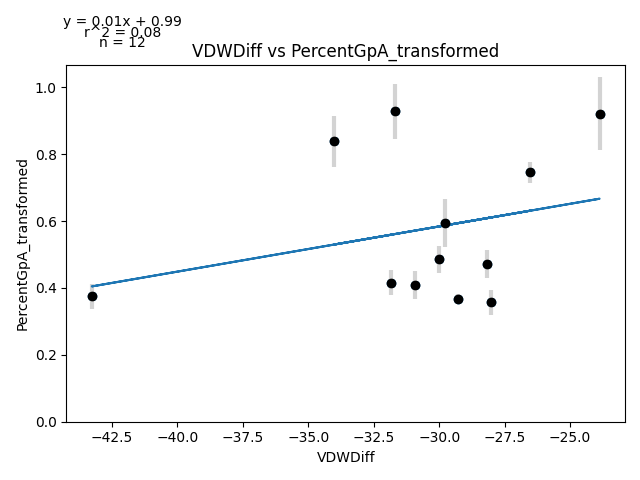 y = 0.01x + 0.99
r^2 = 0.08
n = 12
VDWDiff vs PercentGpA_transformed
PercentGpA_transformed
1.0
0.8
0.6
0.4
0.2
0.0
−42.5 −40.0 −37.5 −35.0 −32.5 −30.0 −27.5 −25.0
VDWDiff